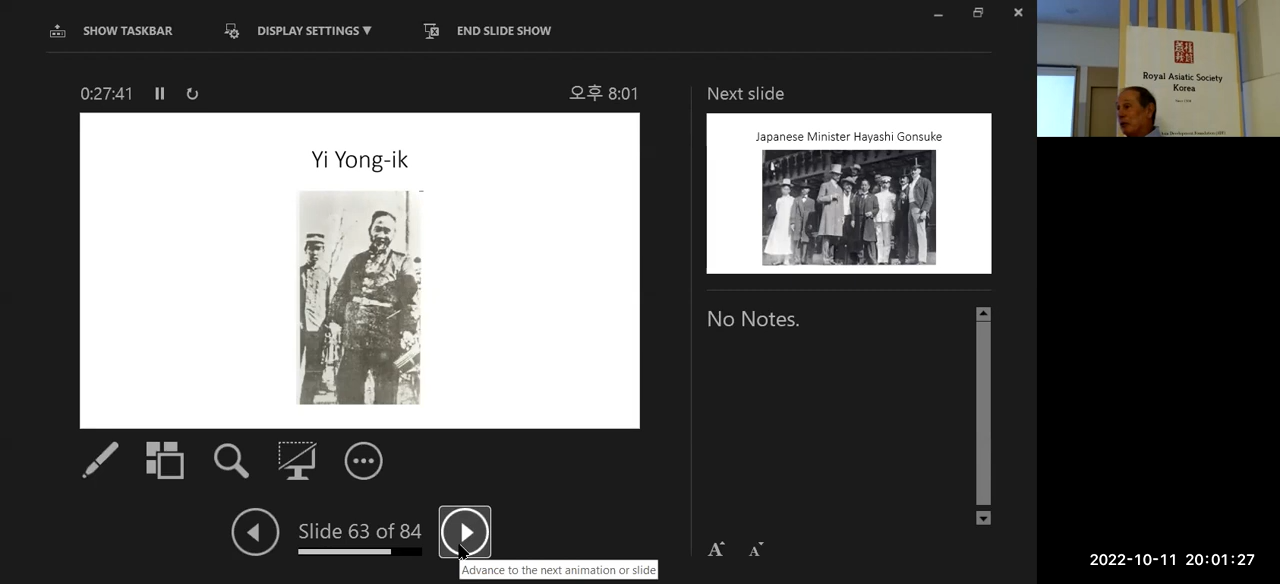 SHOW TASKBAR
DISPLAY SETTINGS ▼
END SLIDE SHOW
0:27:41
오후 8:01
Yi Yong-ik
Next slide
Japanese Minister Hayashi Gonsuke
No Notes.
Slide 63 of 84
Advance to the next animation or slide
A
A
Royal Asiatic Society
Korea
2022-10-11 20:01:27